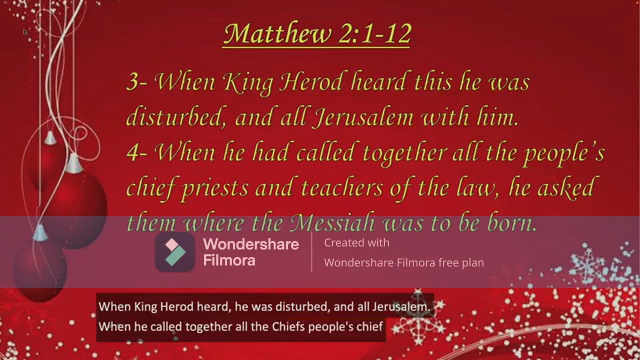 Matthew 2:1-12
3- When King Herod heard this he was
disturbed, and all Jerusalem with him.
4- When he had called together all the people's
chief priests and teachers of the law, he asked
them where the Messiah was to be born.
Wondershare
Filmora
Created with
Wondershare Filmora free plan
When King Herod heard, he was disturbed, and all Jerusalem.
When he called together all the Chiefs people's chief